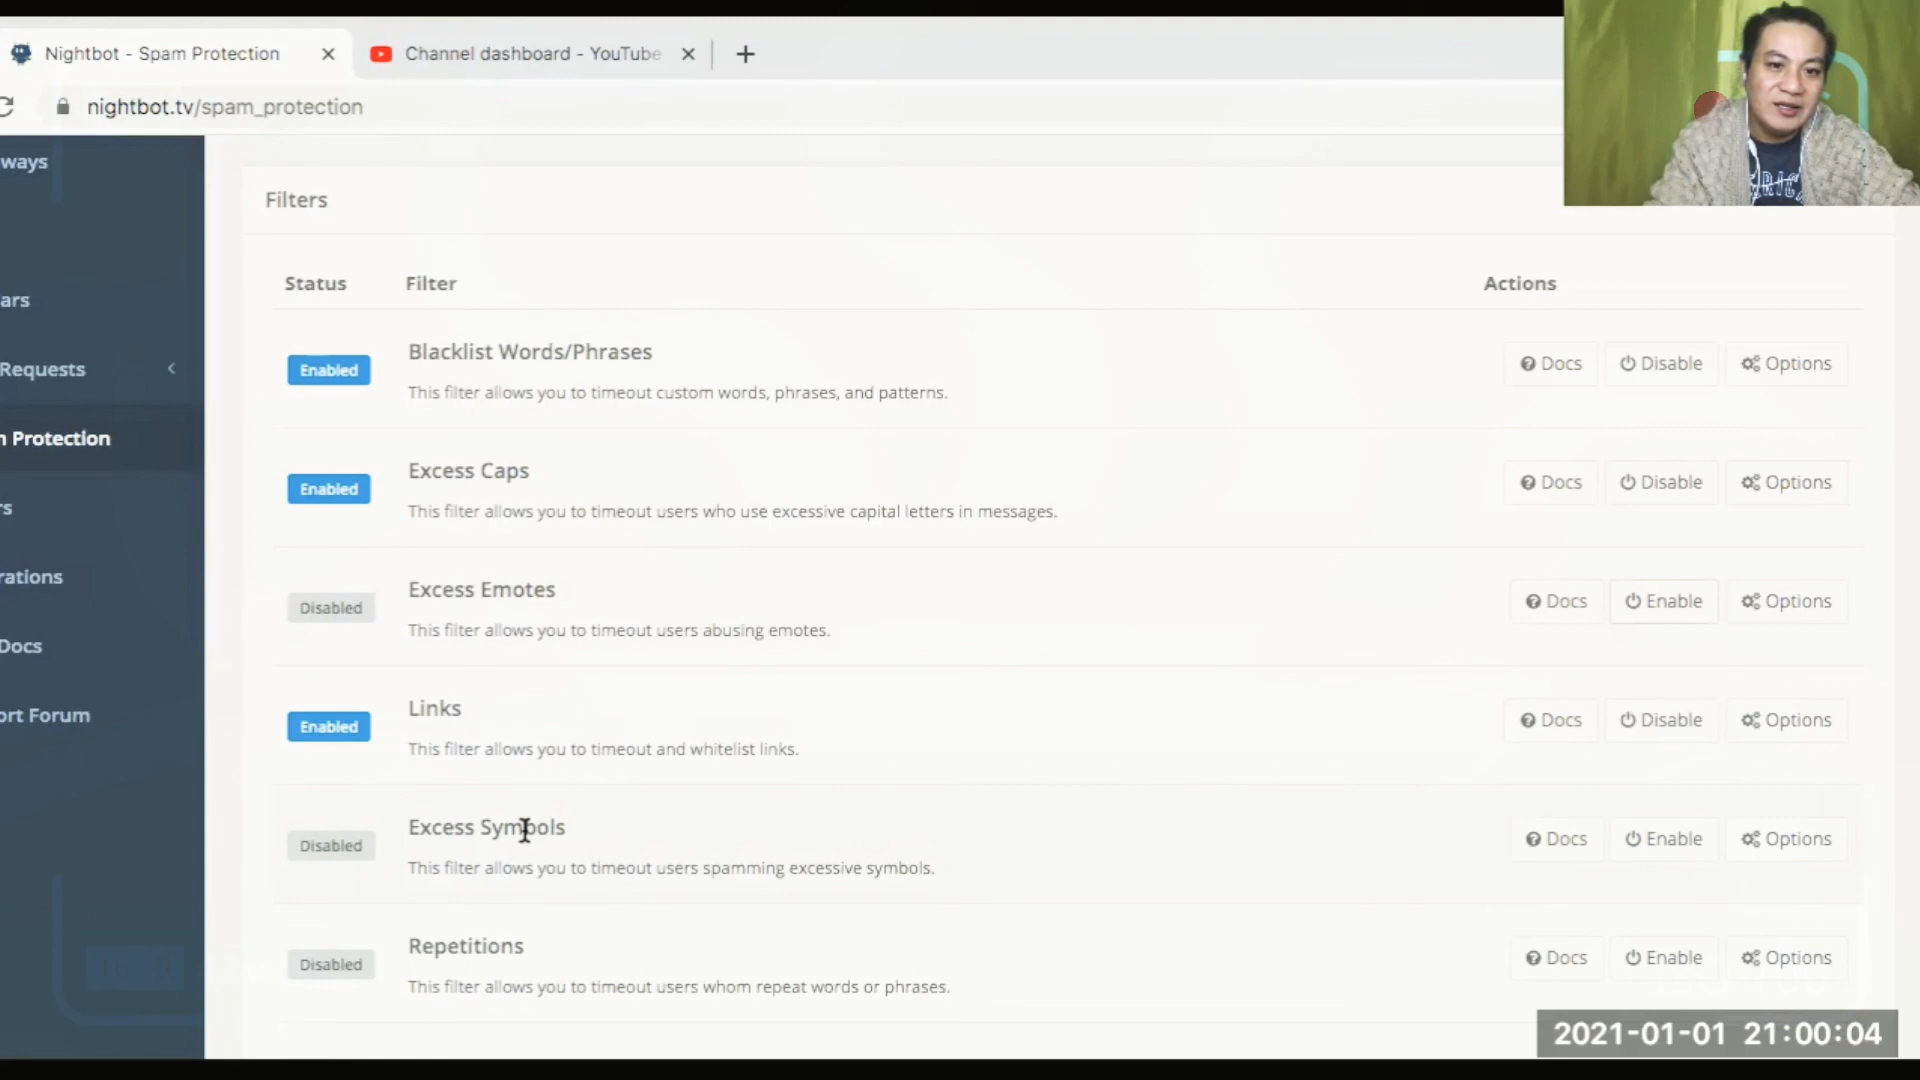 Nightbot - Spam Protection
Channel dashboard - YouTube
nightbot.tv/spam_protection
ways
ars
Requests
n Protection
rs
rations
Docs
ort Forum
Filters
Status Filter Actions
Blacklist Words/Phrases
Enabled Docs Disable Options
This filter allows you to timeout custom words, phrases, and patterns.
Excess Caps
Enabled Docs Disable Options
This filter allows you to timeout users who use excessive capital letters in messages.
Excess Emotes
Disabled Docs Enable Options
This filter allows you to timeout users abusing emotes.
Links
Enabled Docs Disable Options
This filter allows you to timeout and whitelist links.
Excess Symbols
Disabled Docs Enable Options
This filter allows you to timeout users spamming excessive symbols.
Repetitions
Disabled Docs Enable Options
This filter allows you to timeout users whom repeat words or phrases.
2021-01-01 21:00:04